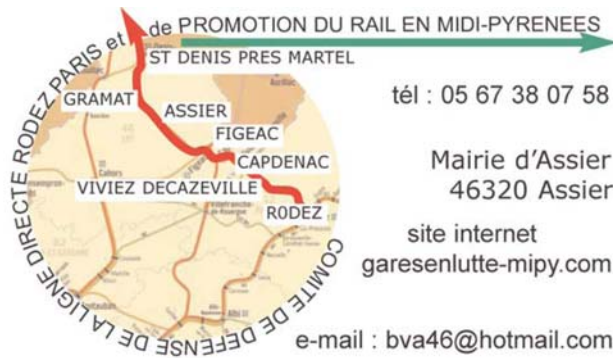 COMITE DE DEFENSE DE LA LIGNE DIRECTE RODEZ PARIS et de PROMOTION DU RAIL EN MIDI-PYRENEES
ST DENIS PRES MARTEL
GRAMAT
ASSIER
FIGEAC
CAPDENAC
VIVIEZ DECAZEVILLE
RODEZ
tél : 05 67 38 07 58
Mairie d'Assier
46320 Assier
site internet
garesenlutte-mipy.com
e-mail : bva46@hotmail.com